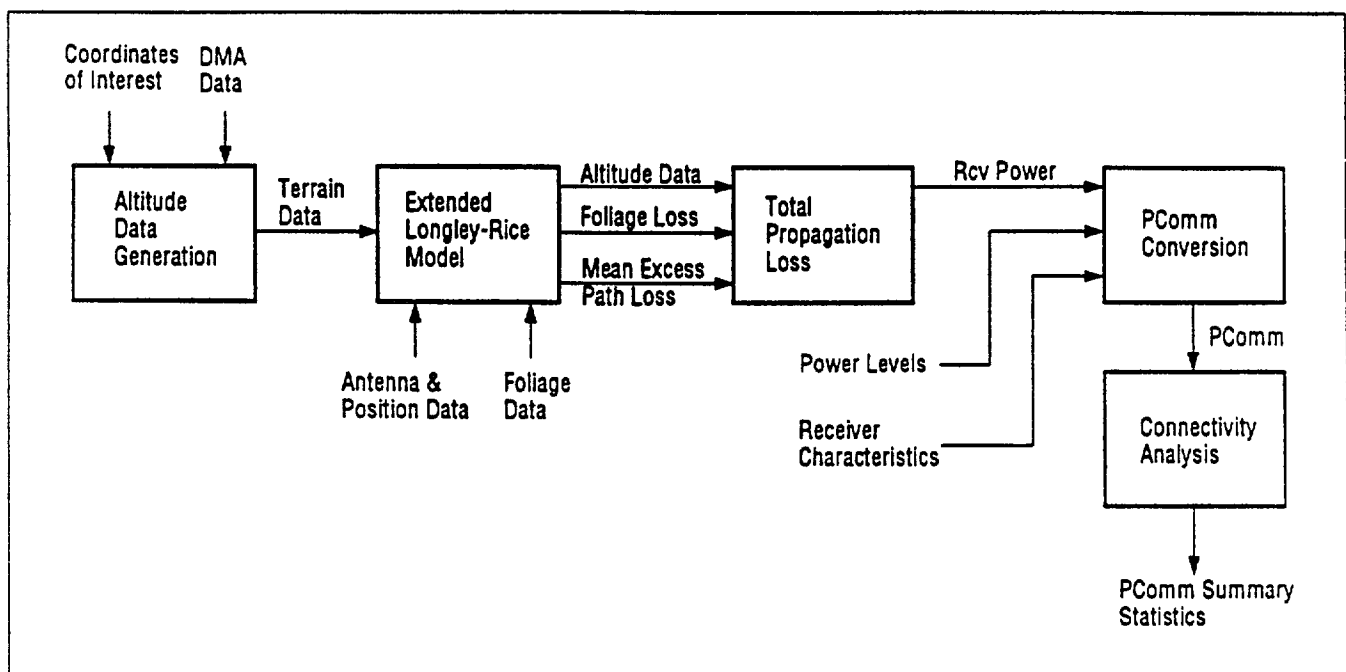 Coordinates
of Interest
DMA
Data
Altitude
Data
Generation
Terrain
Data
Extended
Longley-Rice
Model
Antenna &
Position Data
Foliage
Data
Altitude Data
Foliage Loss
Mean Excess
Path Loss
Total
Propagation
Loss
Rcv Power
Power Levels
Receiver
Characteristics
PComm
Conversion
PComm
Connectivity
Analysis
PComm Summary
Statistics